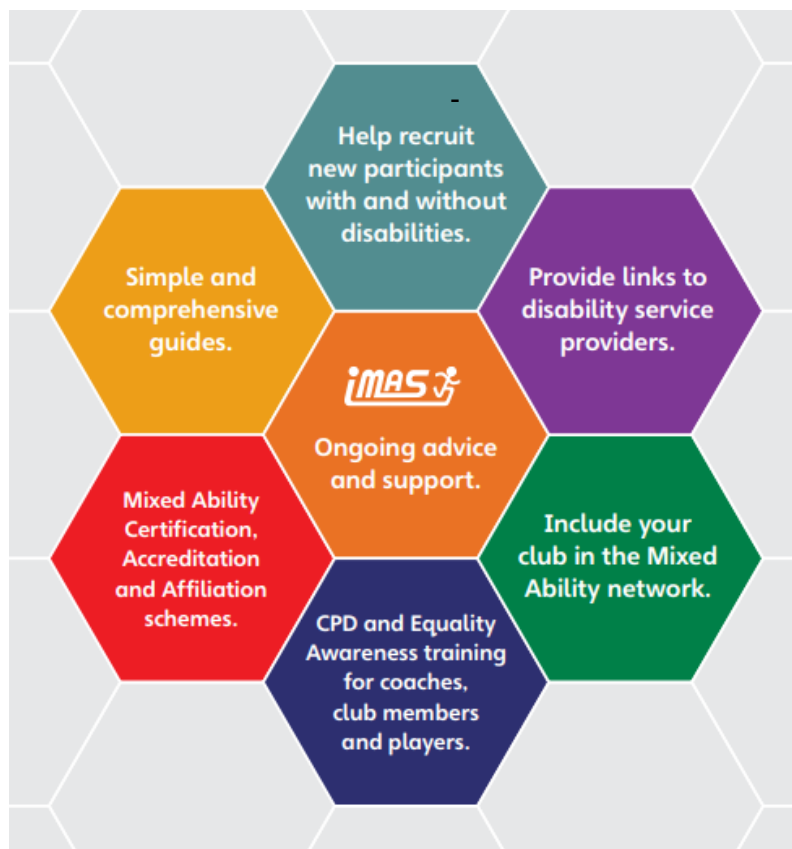 Help recruit
new participants
with and without
disabilities.
Simple and
comprehensive
guides.
Provide links to
disability service
providers.
iMAS
Ongoing advice
and support.
Mixed Ability
Certification,
Accreditation
and Affiliation
schemes.
Include your
club in the Mixed
Ability network.
CPD and Equality
Awareness training
for coaches,
club members
and players.